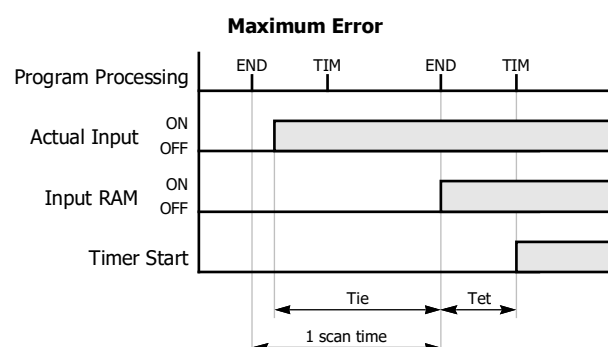 Maximum Error
END TIM END TIM
Program Processing
ON
Actual Input
OFF
ON
Input RAM
OFF
Timer Start
Tie Tet
1 scan time